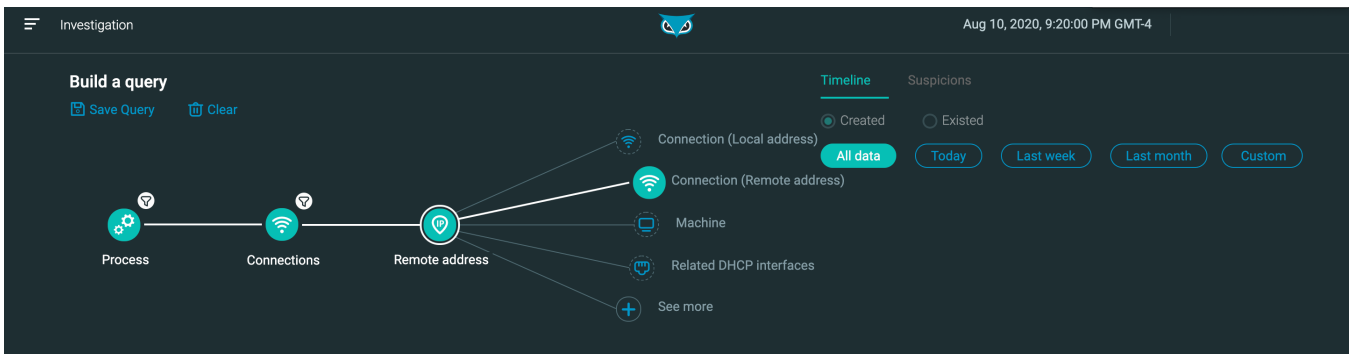 Investigation
Aug 10, 2020, 9:20:00 PM GMT-4
Build a query
Save Query Clear
Timeline Suspicions
Created Existed
All data Today Last week Last month Custom
Connection (Local address)
Connection (Remote address)
Machine
Related DHCP interfaces
See more
IP
Process Connections Remote address